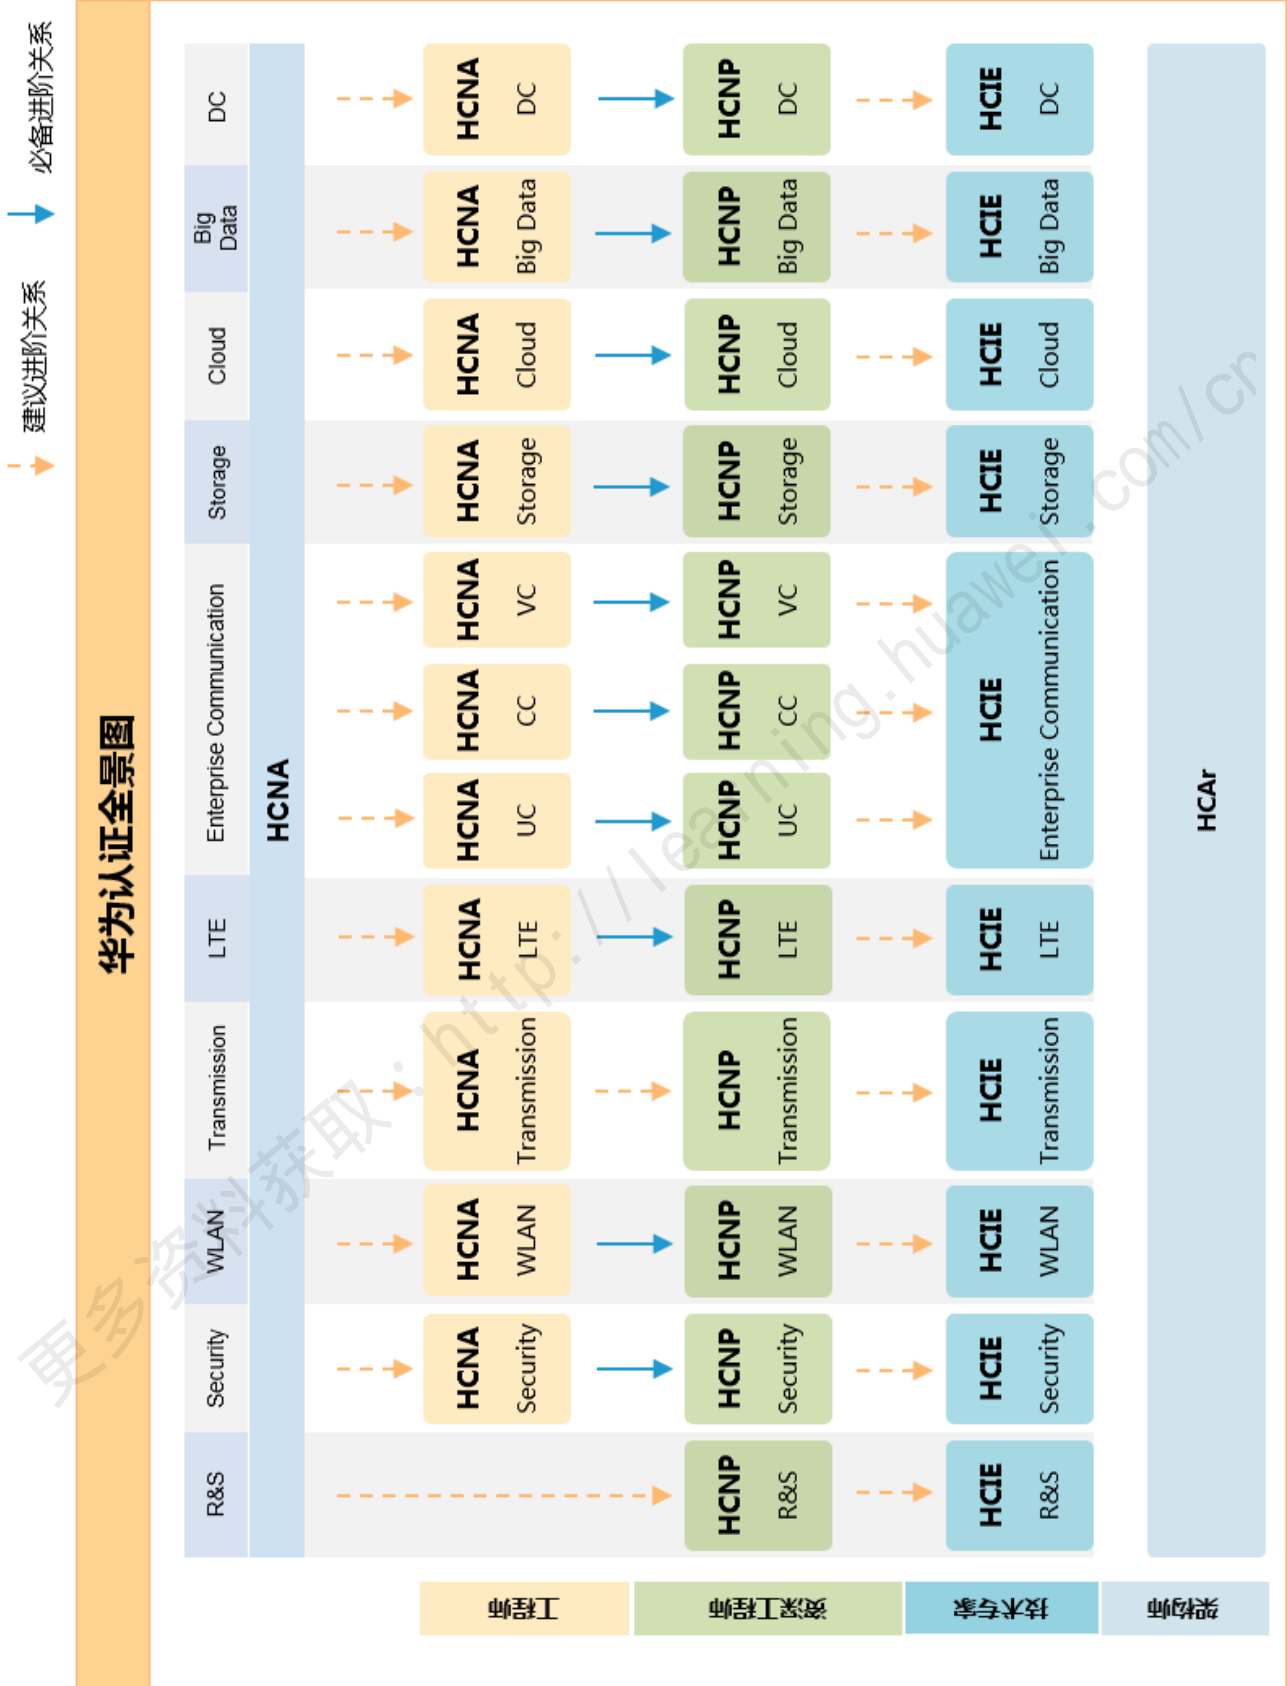 建议进阶关系
必备进阶关系
华为认证全景图
R&S
Security
WLAN
Transmission
LTE
Enterprise Communication
Storage
Cloud
Big
Data
DC
HCNA
工程师
HCNA
Security
HCNA
WLAN
HCNA
Transmission
HCNA
LTE
HCNA
UC
HCNA
CC
HCNA
VC
HCNA
Storage
HCNA
Cloud
HCNA
Big Data
HCNA
DC
资深工程师
HCNP
R&S
HCNP
Security
HCNP
WLAN
HCNP
Transmission
HCNP
LTE
HCNP
UC
HCNP
CC
HCNP
VC
HCNP
Storage
HCNP
Cloud
HCNP
Big Data
HCNP
DC
技术专家
HCIE
R&S
HCIE
Security
HCIE
WLAN
HCIE
Transmission
HCIE
LTE
HCIE
Enterprise Communication
HCIE
Storage
HCIE
Cloud
HCIE
Big Data
HCIE
DC
架构师
HCAr
更多资料获取：http://learning.huawei.com/cn